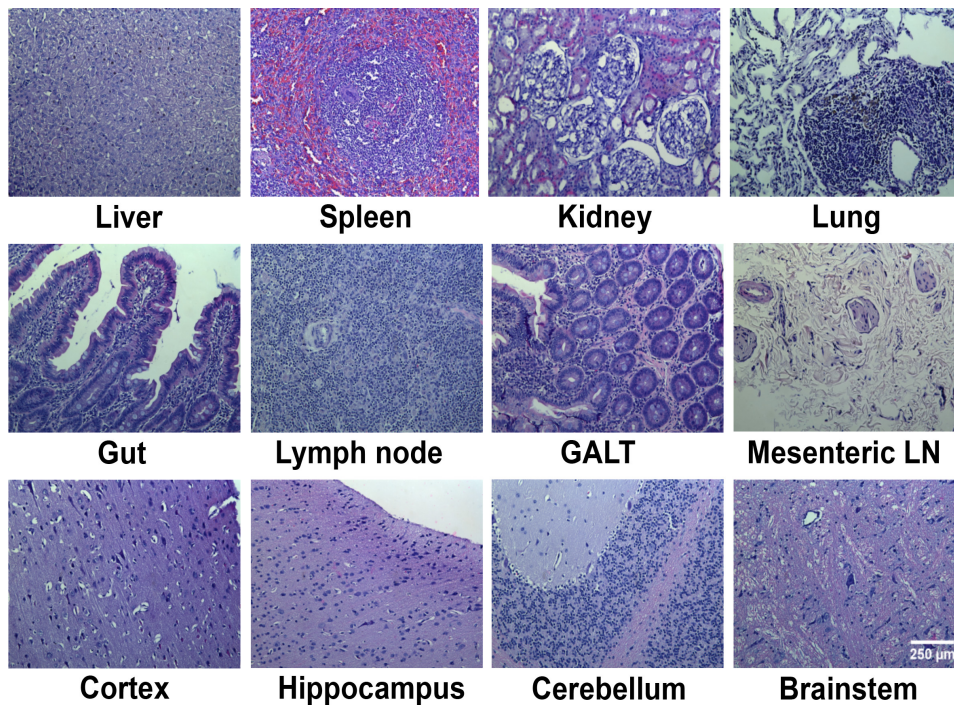 Liver
Spleen
Kidney
Lung
Gut
Lymph node
GALT
Mesenteric LN
250 µm
Cortex
Hippocampus
Cerebellum
Brainstem